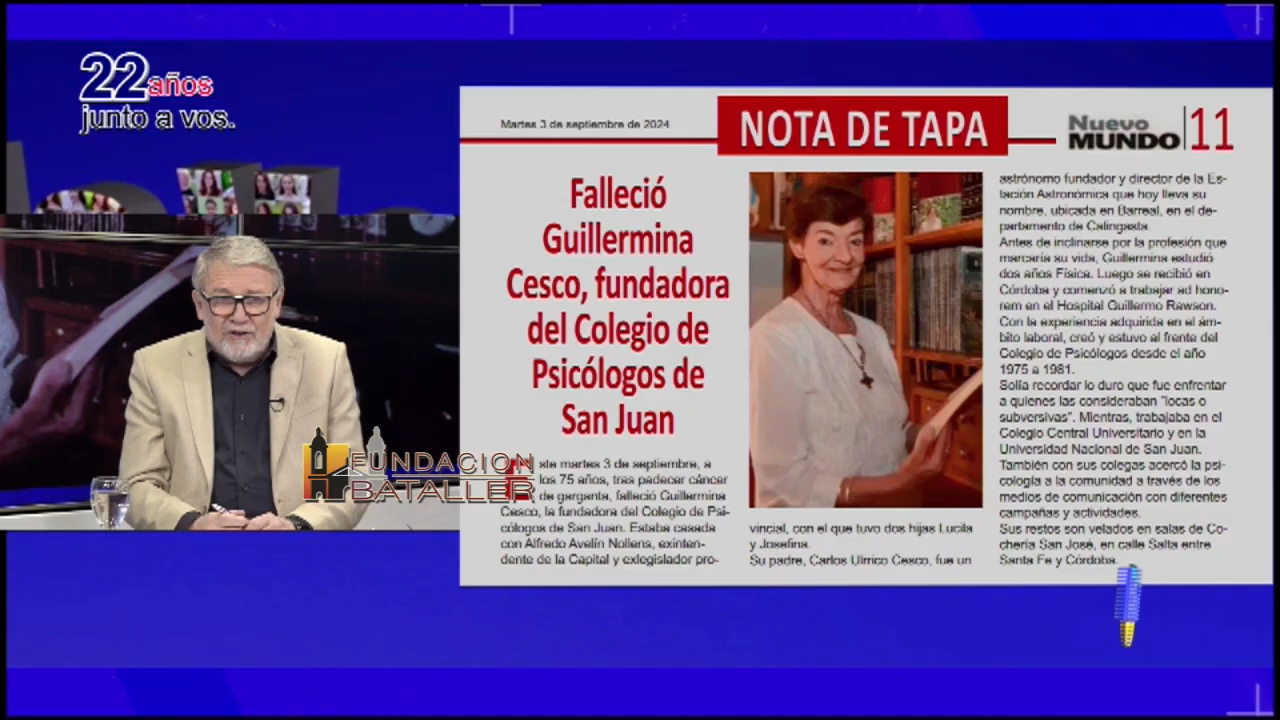 22 años
junto a vos.
Martes 3 de septiembre de 2024
NOTA DE TAPA
Nuevo
MUNDO
11
Falleció
Guillermina
Cesco, fundadora
del Colegio de
Psicólogos de
San Juan
ste martes 3 de septiembre, a
los 75 años, tras padecer cáncer
de garganta, falleció Guillermina
Cesco, la fundadora del Colegio de Psi-
cólogos de San Juan. Estaba casada
con Alfredo Avelín Nollens, exinten-
dente de la Capital y exlegislador pro-
vincial, con el que tuvo dos hijas Lucila
y Josefina.
Su padre, Carlos Ulrrico Cesco, fue un
astrónomo fundador y director de la Es-
tación Astronómica que hoy lleva su
nombre, ubicada en Barreal, en el de-
partamento de Calingasta.
Antes de inclinarse por la profesión que
marcaría su vida, Guillermina estudió
dos años Física. Luego se recibió en
Córdoba y comenzó a trabajar ad hono-
rem en el Hospital Guillermo Rawson.
Con la experiencia adquirida en el ám-
bito laboral, creó y estuvo al frente del
Colegio de Psicólogos desde el año
1975 a 1981.
Solía recordar lo duro que fue enfrentar
a quienes las consideraban "locas o
subversivas". Mientras, trabajaba en el
Colegio Central Universitario y en la
Universidad Nacional de San Juan.
También con sus colegas acercó la psi-
cología a la comunidad a través de los
medios de comunicación con diferentes
campañas y actividades.
Sus restos son velados en salas de Co-
chería San José, en calle Salta entre
Santa Fe y Córdoba.
FUNDACION
BATALLER